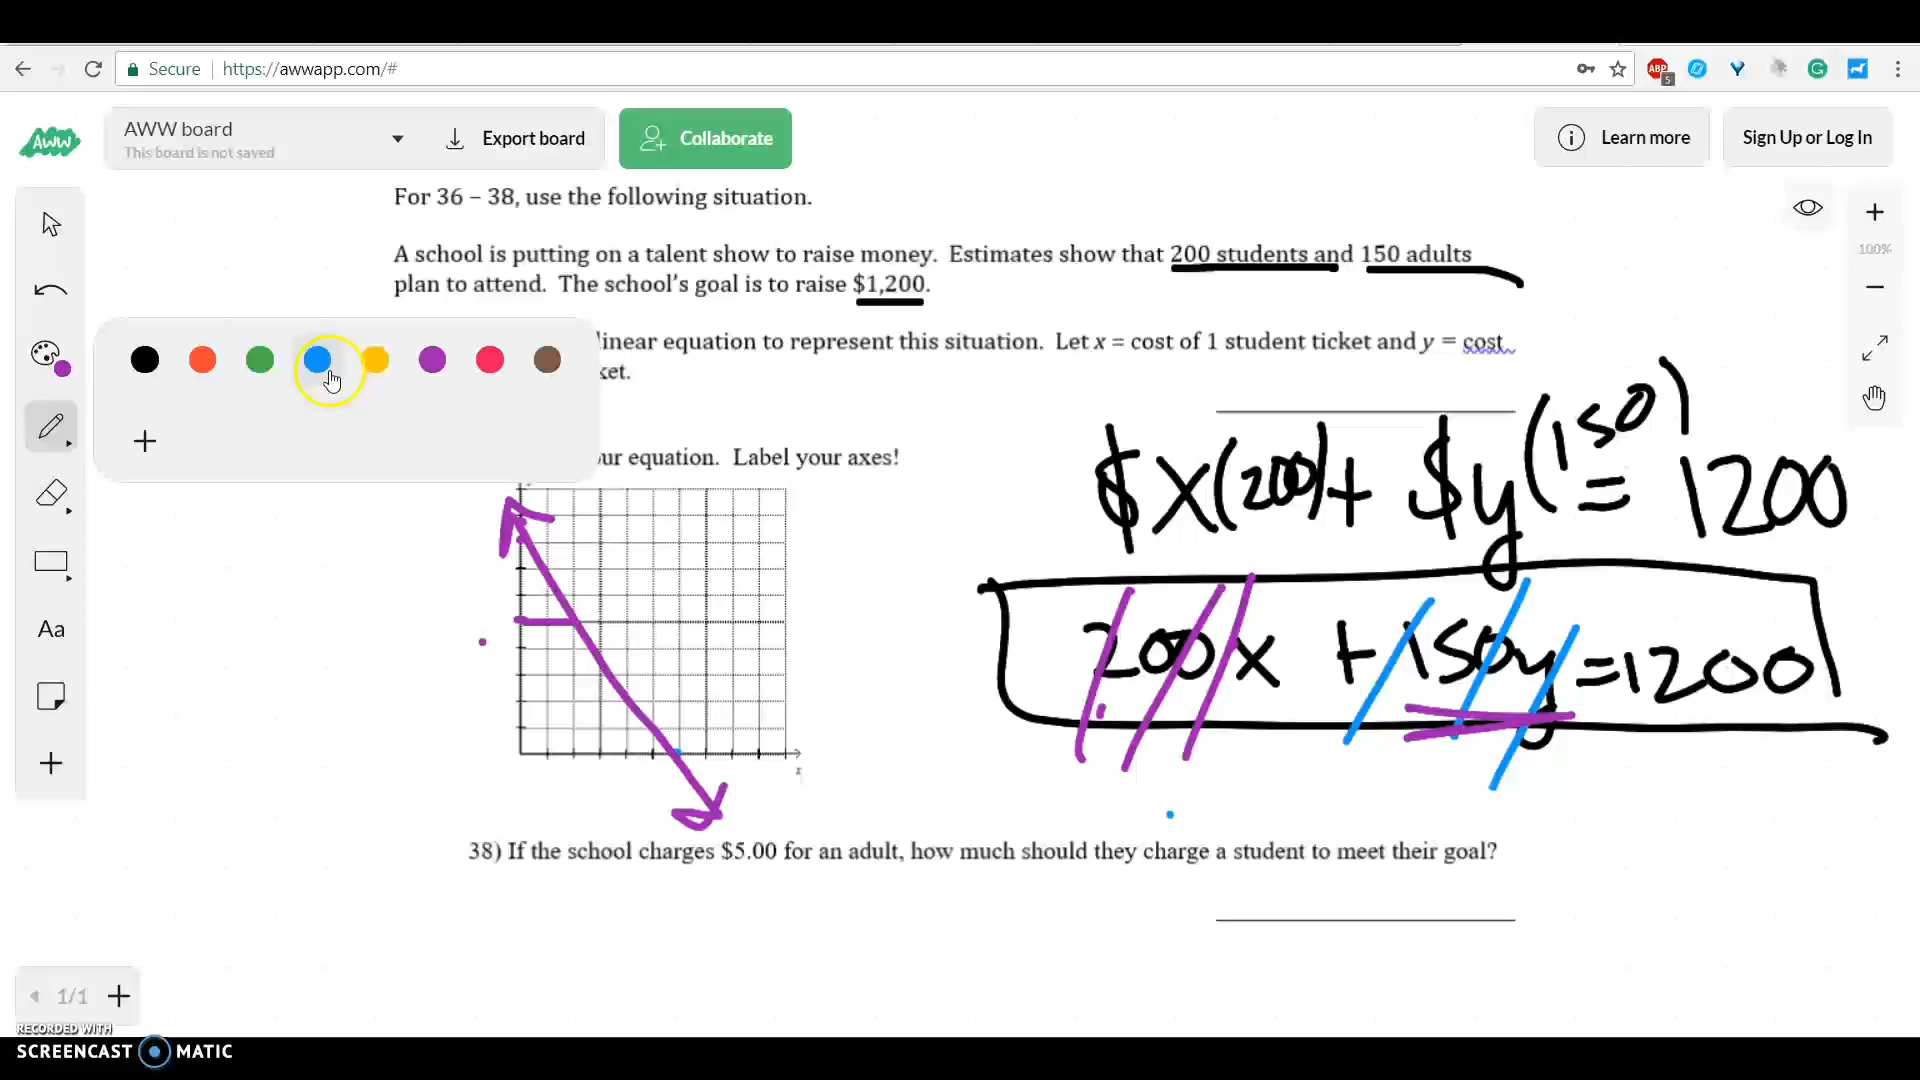 Secure https://awwapp.com/#
ABP
5
AWW
AWW board
This board is not saved
Export board
Collaborate
Learn more
Sign Up or Log In
For 36 – 38, use the following situation.
100%
A school is putting on a talent show to raise money. Estimates show that 200 students and 150 adults
plan to attend. The school's goal is to raise $1,200.
linear equation to represent this situation. Let x = cost of 1 student ticket and y = cost
ket.
ur equation. Label your axes!
$x(200) + $y(150) = 1200
200x + 150y = 1200
Aa
x
38) If the school charges $5.00 for an adult, how much should they charge a student to meet their goal?
1/1
RECORDED WITH
SCREENCAST MATIC